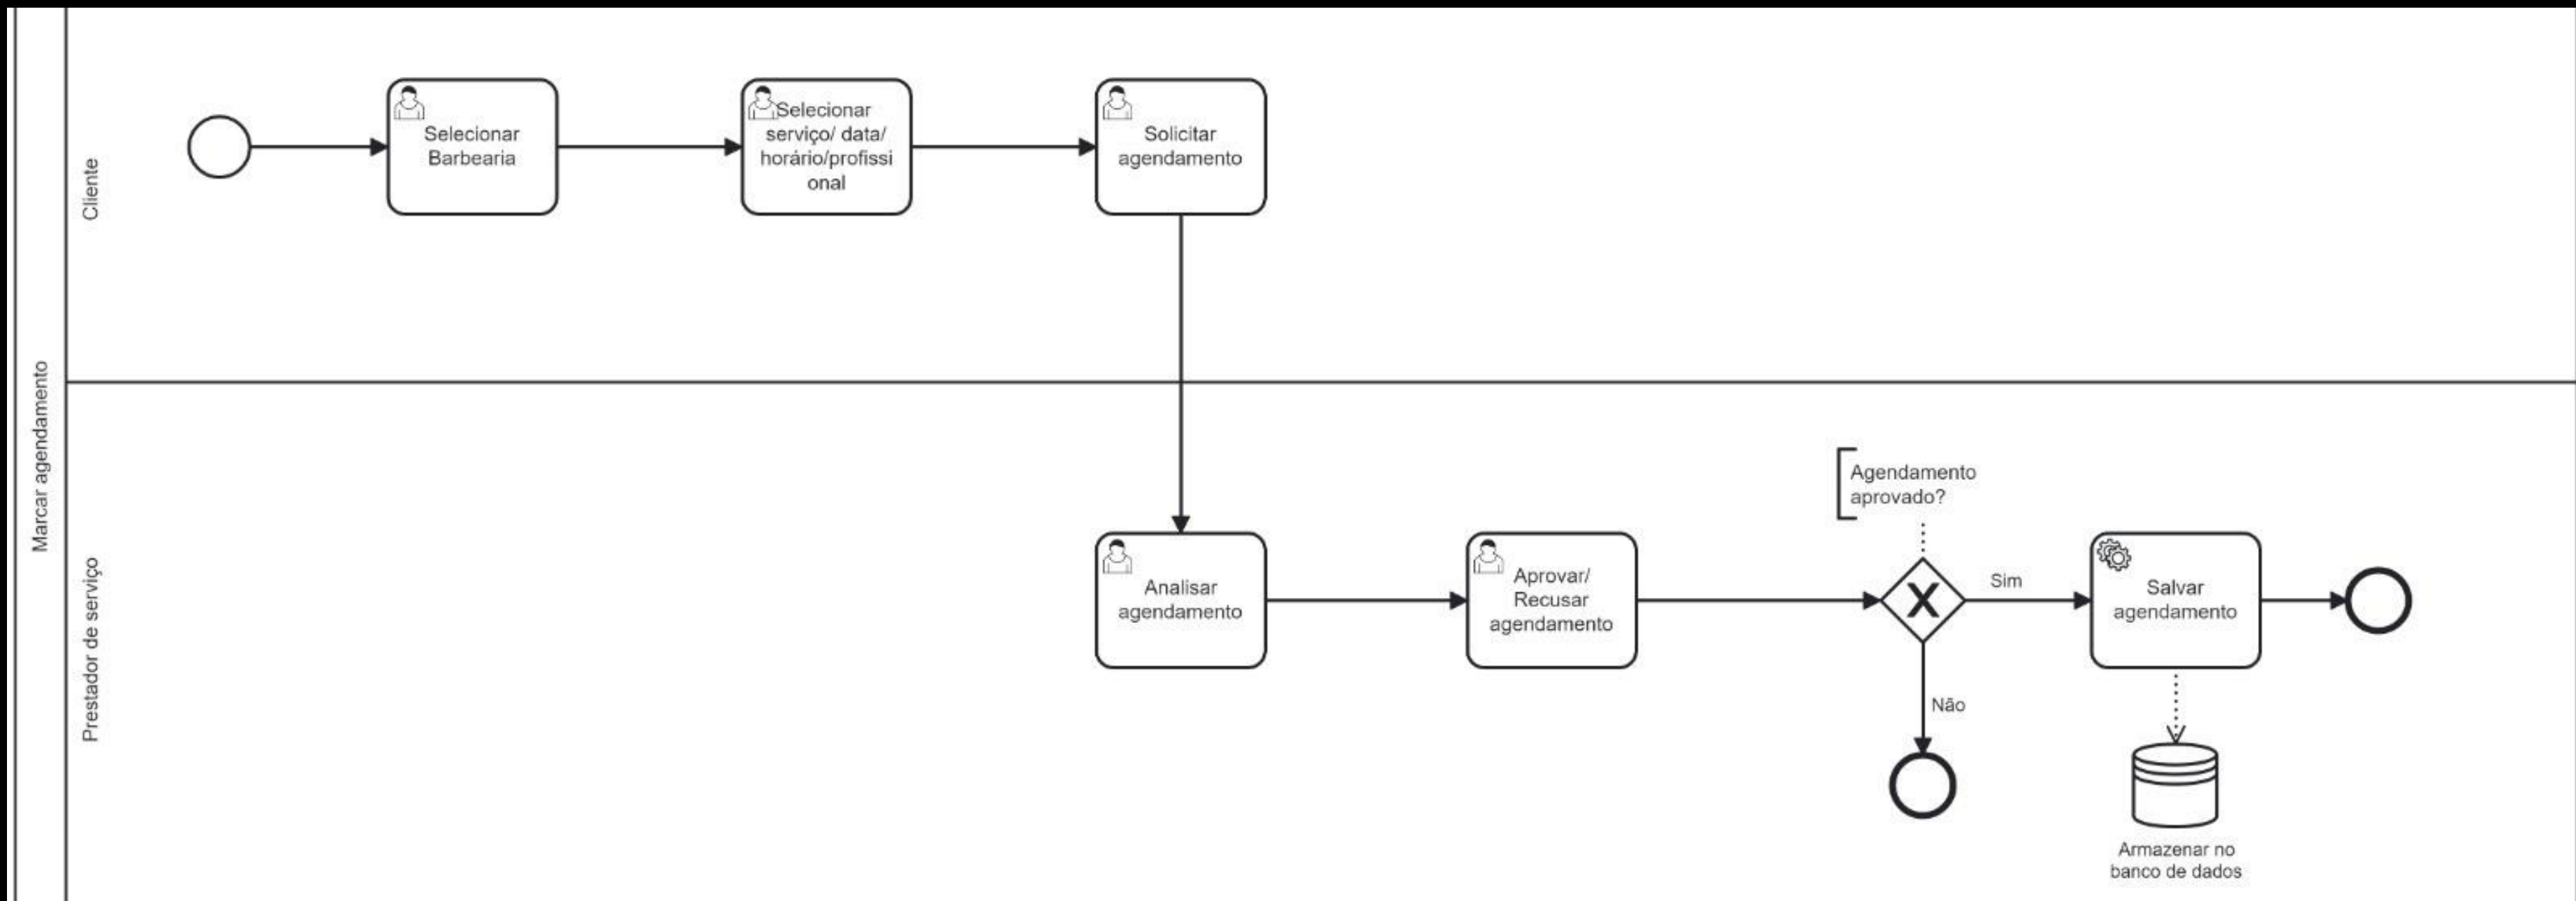 Marcar agendamento
Cliente
Selecionar
Barbearia
Selecionar
serviço/ data/
horário/profissi
onal
Solicitar
agendamento
Prestador de serviço
Analisar
agendamento
Aprovar/
Recusar
agendamento
Agendamento
aprovado?
Sim
Não
Salvar
agendamento
Armazenar no
banco de dados